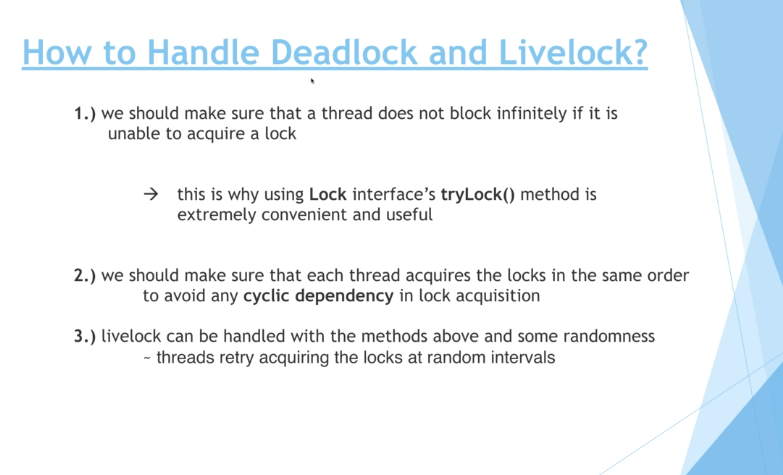 How to Handle Deadlock and Livelock?
1.) we should make sure that a thread does not block infinitely if it is
unable to acquire a lock
→ this is why using Lock interface's tryLock() method is
extremely convenient and useful
2.) we should make sure that each thread acquires the locks in the same order
to avoid any cyclic dependency in lock acquisition
3.) livelock can be handled with the methods above and some randomness
~ threads retry acquiring the locks at random intervals